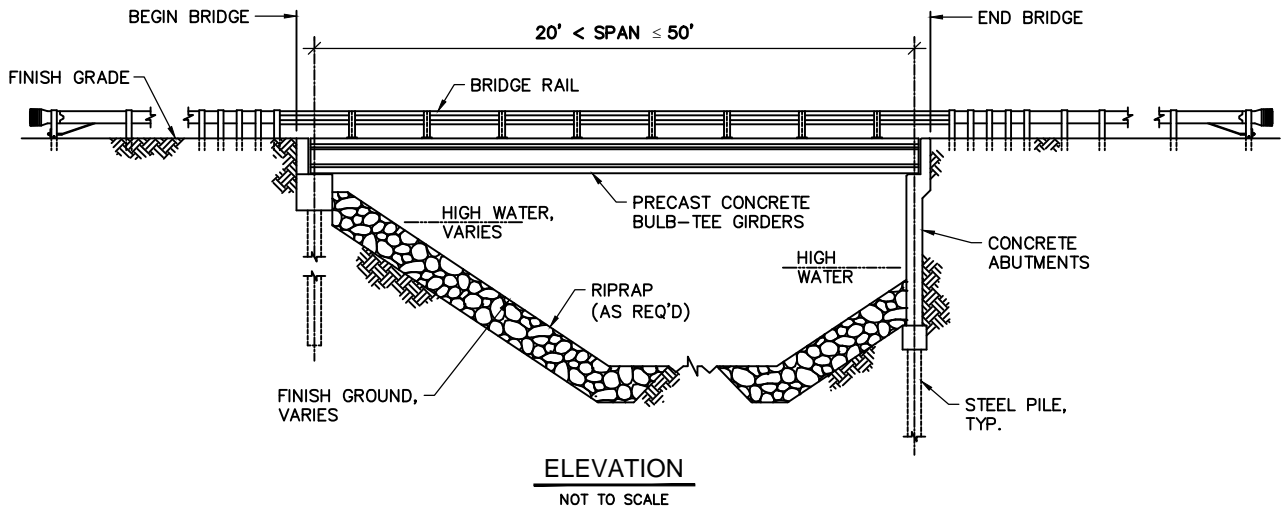 BEGIN BRIDGE
END BRIDGE
20' < SPAN ≤ 50'
FINISH GRADE
BRIDGE RAIL
HIGH WATER,
VARIES
PRECAST CONCRETE
BULB-TEE GIRDERS
HIGH
WATER
CONCRETE
ABUTMENTS
RIPRAP
(AS REQ'D)
FINISH GROUND,
VARIES
STEEL PILE,
TYP.
ELEVATION
NOT TO SCALE